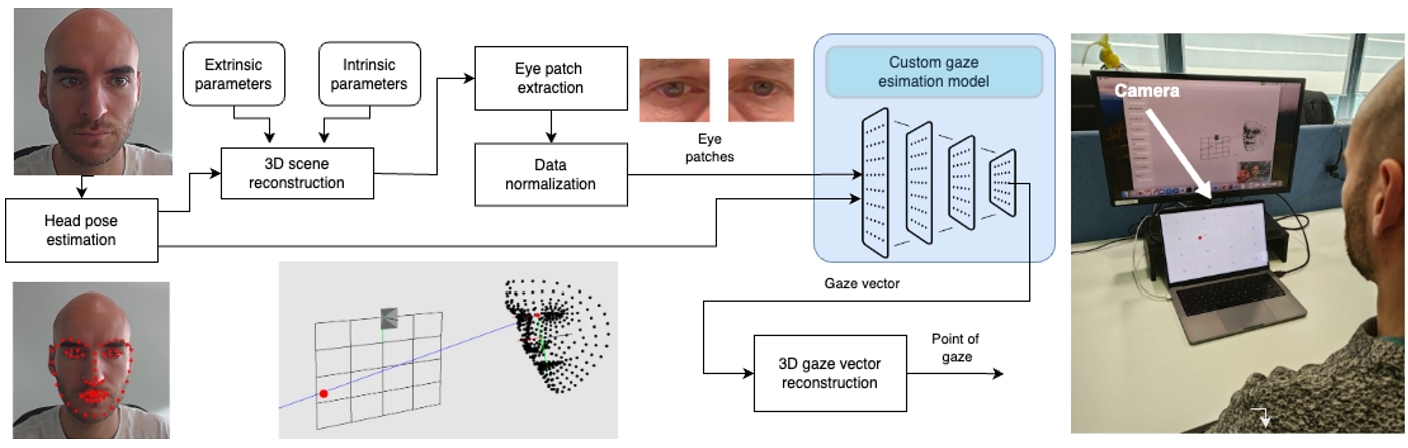 Extrinsic
parameters
Intrinsic
parameters
Eye patch
extraction
Custom gaze
esimation model
Camera
3D scene
reconstruction
Eye
patches
Data
normalization
Head pose
estimation
Gaze vector
3D gaze vector
reconstruction
Point of
gaze